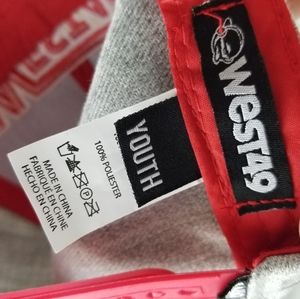 west49
YOUTH
100% POLYESTER
MADE IN CHINA
FABRIQUÉ EN CHINE
HECHO EN CHINA